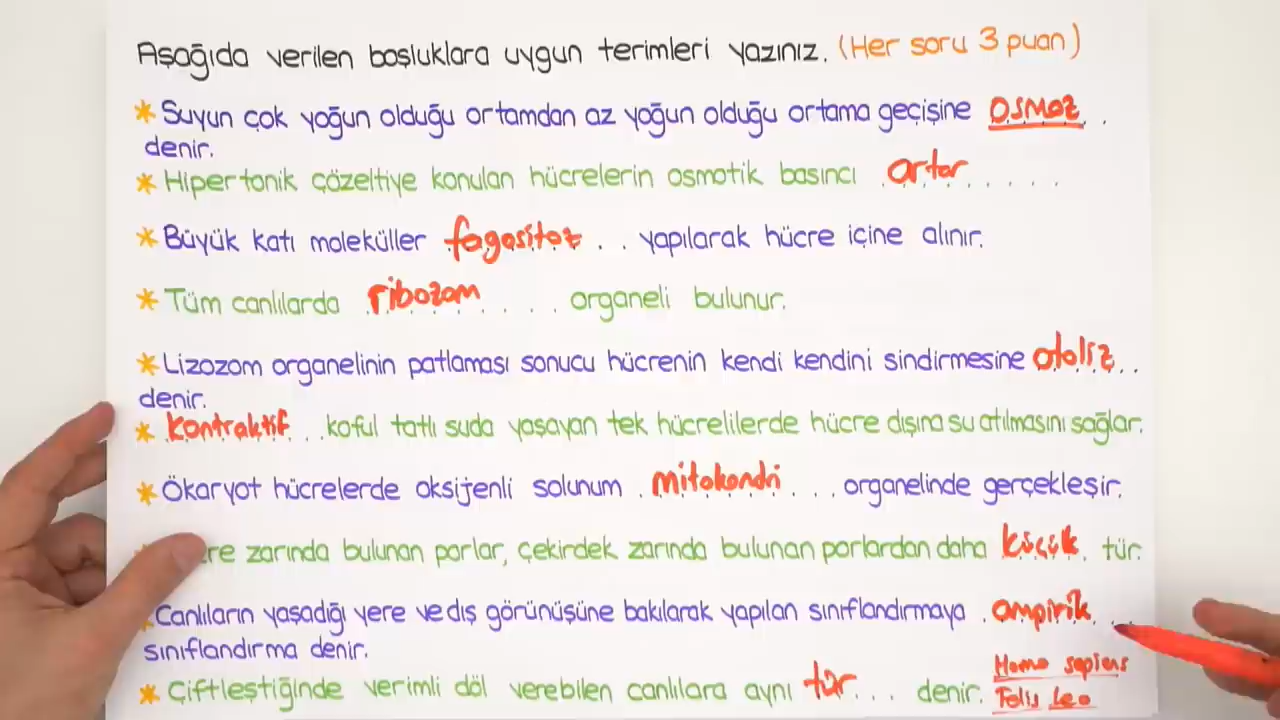 Aşağıda verilen boşluklara uygun terimleri yazınız. (Her soru 3 puan)
* Suyun çok yoğun olduğu ortamdan az yoğun olduğu ortama geçişine osmoz . denir.
* Hipertonik çözeltiye konulan hücrelerin osmotik basıncı .artar.....
* Büyük katı moleküller fagositoz... yapılarak hücre içine alınır.
* Tüm canlılarda ribozom..... organeli bulunur.
* Lizozom organelinin patlaması sonucu hücrenin kendi kendini sindirmesine otoliz..
denir.
* kontraktif...koful tatlı suda yaşayan tek hücrelilerde hücre dışına su atılmasını sağlar.
* Ökaryot hücrelerde oksijenli solunum .mitokondri... organelinde gerçekleşir.
zarında bulunan porlar, çekirdek zarında bulunan porlardan daha küçük. tür.
Canlıların yaşadığı yere ve dış görünüşüne bakılarak yapılan sınıflandırmaya .ampirik...
sınıflandırma denir.
* Çiftleştiğinde verimli döl verebilen canlılara aynı tür... denir.
Homo sapiens
Felis leo